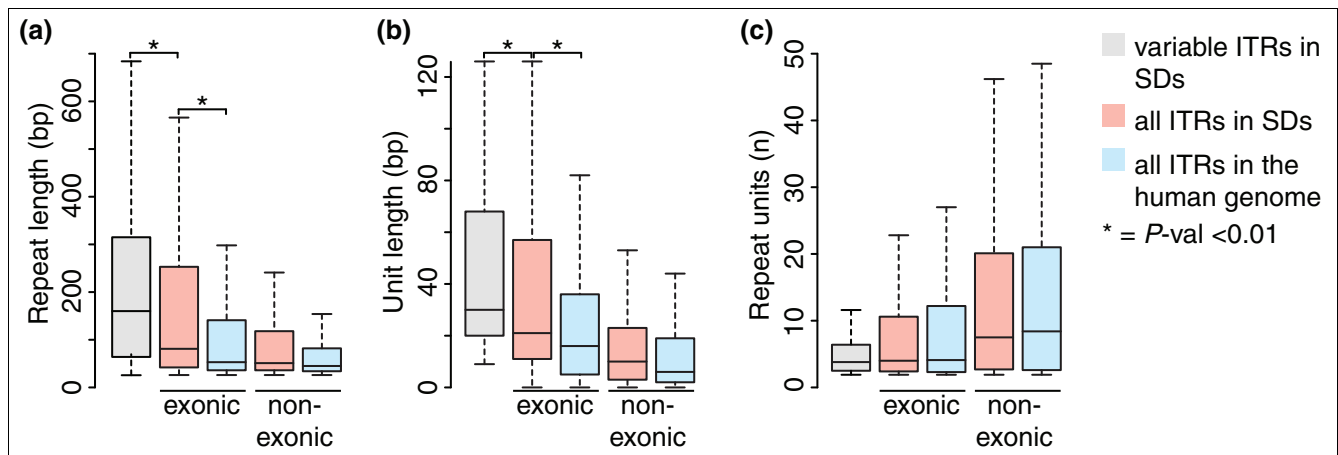 (a)
Repeat length (bp)
0
200
400
600
*
*
exonic
non-
exonic
(b)
Unit length (bp)
0
40
80
120
*
*
exonic
non-
exonic
(c)
Repeat units (n)
0
10
20
30
40
50
exonic
non-
exonic
variable ITRs in
SDs
all ITRs in SDs
all ITRs in the
human genome
* = P-val <0.01